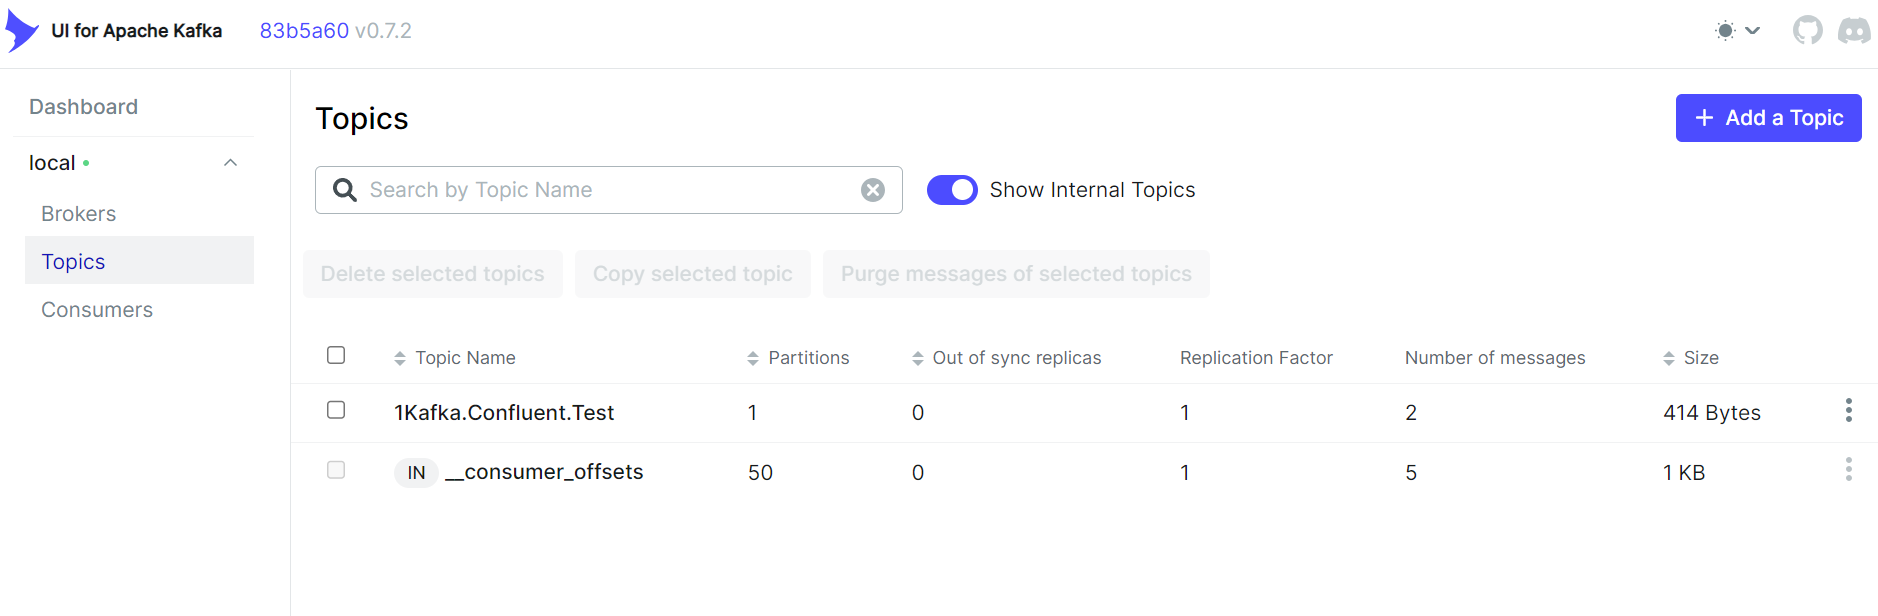 UI for Apache Kafka 83b5a60 v0.7.2
Dashboard
local
Brokers
Topics
Consumers
Topics
Add a Topic
Search by Topic Name
Show Internal Topics
Delete selected topics Copy selected topic Purge messages of selected topics
Topic Name Partitions Out of sync replicas Replication Factor Number of messages Size
1Kafka.Confluent.Test 1 0 1 2 414 Bytes
IN __consumer_offsets 50 0 1 5 1 KB